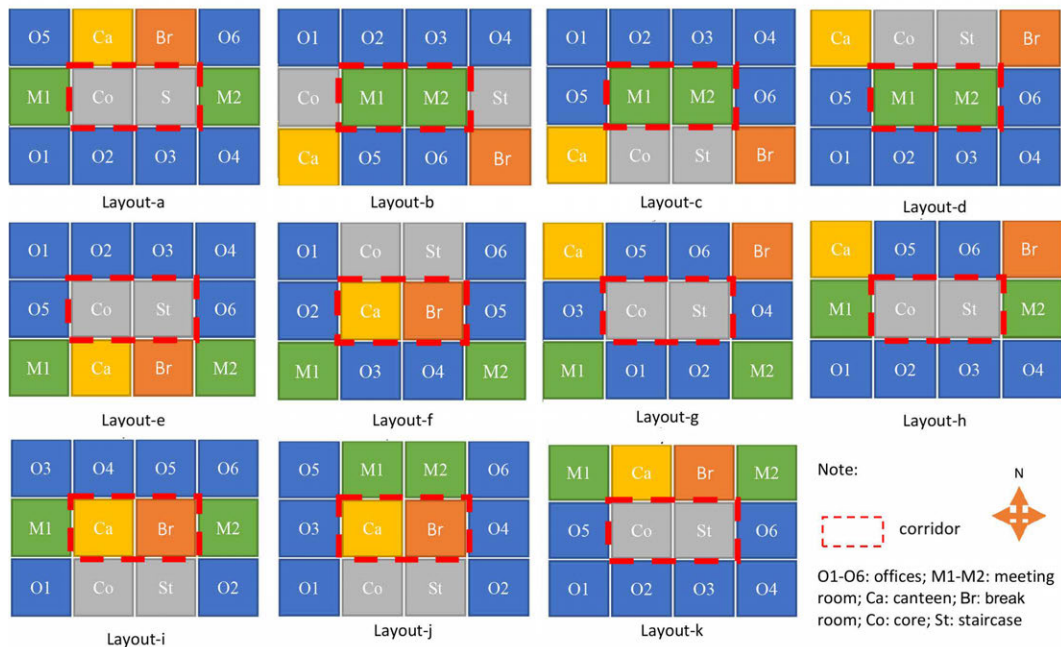 O5 Ca Br O6
M1 Co S M2
O1 O2 O3 O4
Layout-a
O1 O2 O3 O4
Co M1 M2 St
Ca O5 O6 Br
Layout-b
O1 O2 O3 O4
O5 M1 M2 O6
Ca Co St Br
Layout-c
Ca Co St Br
O5 M1 M2 O6
O1 O2 O3 O4
Layout-d
O1 O2 O3 O4
O5 Co St O6
M1 Ca Br M2
Layout-e
O1 Co St O6
O2 Ca Br O5
M1 O3 O4 M2
Layout-f
Ca O5 O6 Br
O3 Co St O4
M1 O1 O2 M2
Layout-g
Ca O5 O6 Br
M1 Co St M2
O1 O2 O3 O4
Layout-h
O3 O4 O5 O6
M1 Ca Br M2
O1 Co St O2
Layout-i
O5 M1 M2 O6
O3 Ca Br O4
O1 Co St O2
Layout-j
M1 Ca Br M2
O5 Co St O6
O1 O2 O3 O4
Layout-k
Note:
N
corridor
O1-O6: offices; M1-M2: meeting
room; Ca: canteen; Br: break
room; Co: core; St: staircase